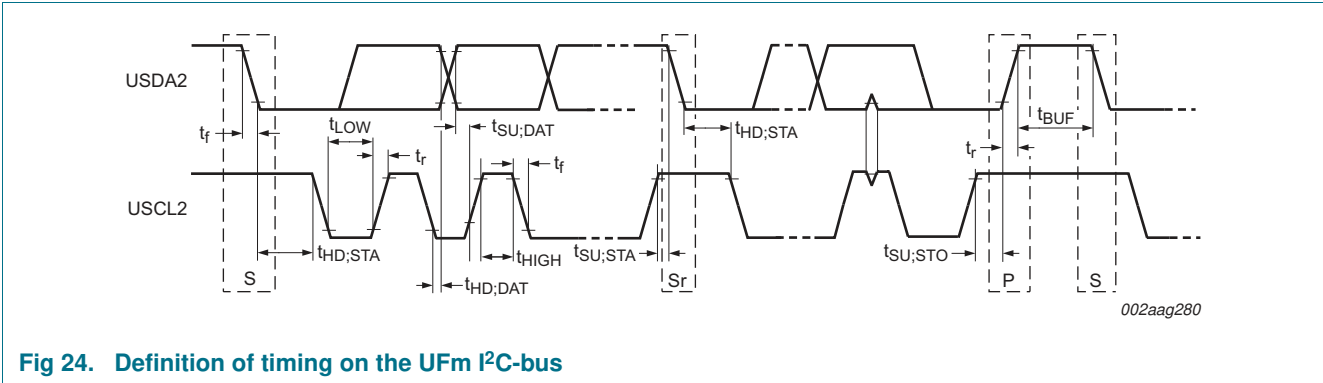 USDA2
tf
tLOW
tr
tSU;DAT
tf
tHD;STA
tr
tBUF
USCL2
tHD;STA
tHD;DAT
tHIGH
tSU;STA
tSU;STO
S
Sr
P
S
002aag280
Fig 24. Definition of timing on the UFm I²C-bus